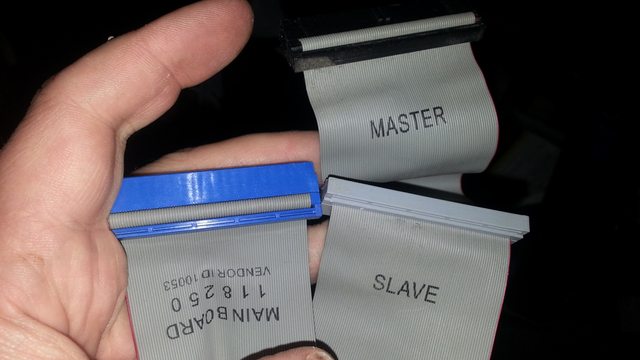 MASTER
SLAVE
MAIN BOARD
118250
VENDOR ID 10053